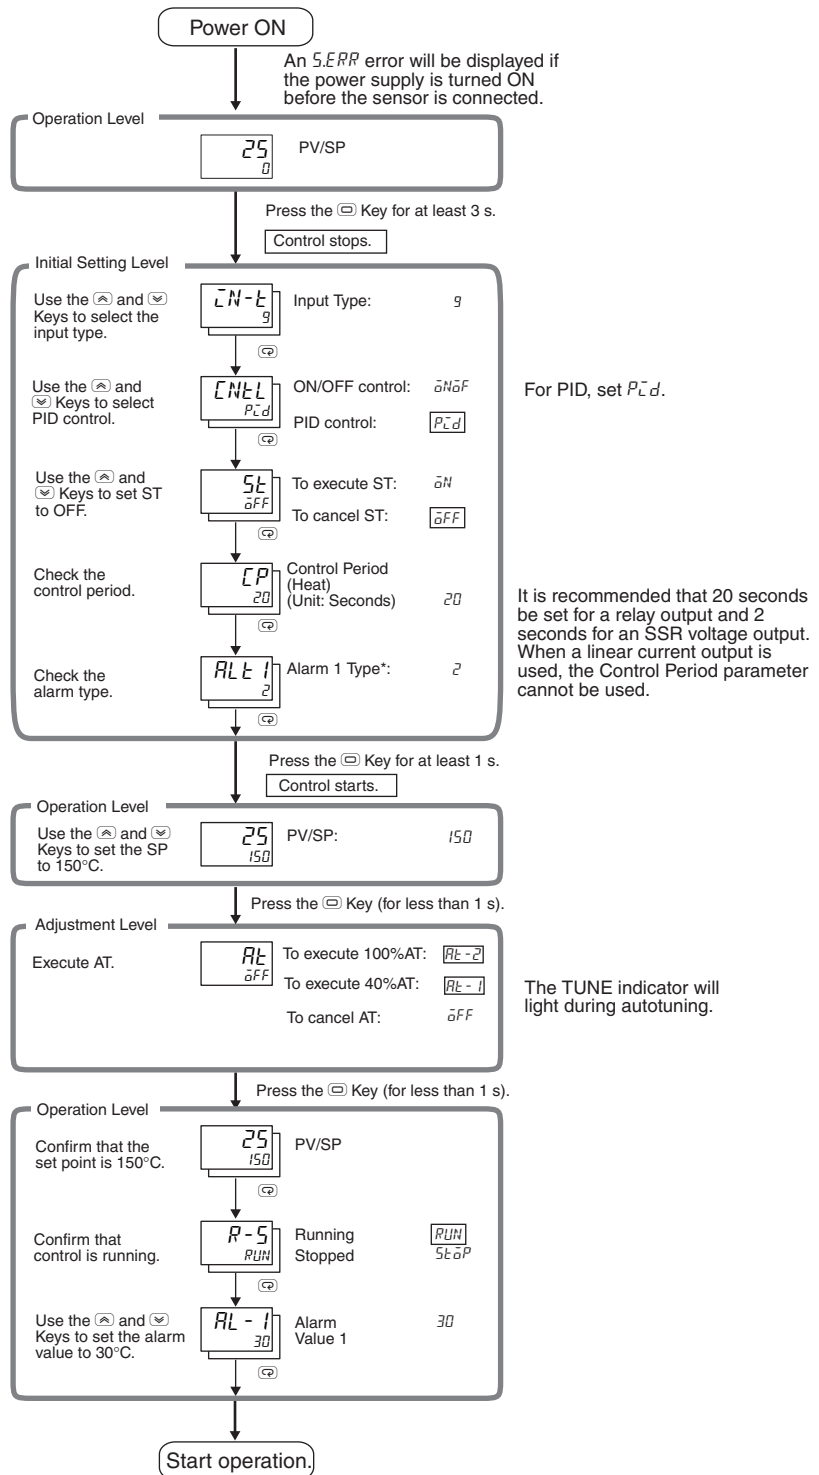 Power ON
An S.ERR error will be displayed if
the power supply is turned ON
before the sensor is connected.
Operation Level
25
0
PV/SP
Press the Key for at least 3 s.
Control stops.
Initial Setting Level
Use the and
Keys to select the
input type.
IN-t
9
Input Type:
9
Use the and
Keys to select
PID control.
CNtL
PId
ON/OFF control:
oNoF
PID control:
PId
For PID, set PId.
Use the and
Keys to set ST
to OFF.
St
oFF
To execute ST:
oN
To cancel ST:
oFF
Check the
control period.
CP
20
Control Period
(Heat)
(Unit: Seconds)
20
It is recommended that 20 seconds
be set for a relay output and 2
seconds for an SSR voltage output.
When a linear current output is
used, the Control Period parameter
cannot be used.
Check the
alarm type.
ALt1
2
Alarm 1 Type*:
2
Press the Key for at least 1 s.
Control starts.
Operation Level
Use the and
Keys to set the SP
to 150°C.
25
150
PV/SP:
150
Press the Key (for less than 1 s).
Adjustment Level
Execute AT.
At
oFF
To execute 100%AT:
At-2
To execute 40%AT:
At-1
To cancel AT:
oFF
The TUNE indicator will
light during autotuning.
Press the Key (for less than 1 s).
Operation Level
Confirm that the
set point is 150°C.
25
150
PV/SP
Confirm that
control is running.
R-S
RUN
Running
RUN
Stopped
StoP
Use the and
Keys to set the alarm
value to 30°C.
AL-1
30
Alarm
Value 1
30
Start operation.